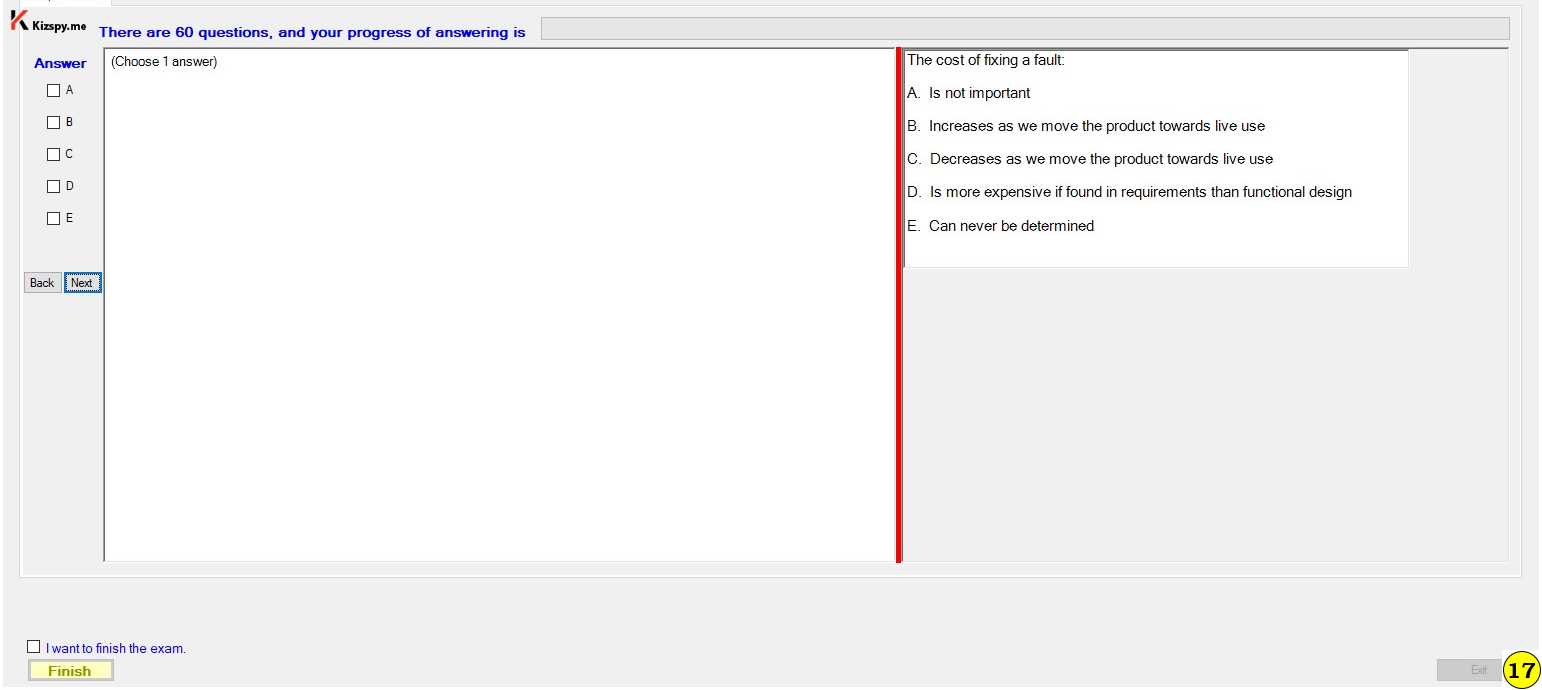 Kizspy.me
There are 60 questions, and your progress of answering is
Answer
(Choose 1 answer)
A
B
C
D
E
Back
Next
The cost of fixing a fault:
A. Is not important
B. Increases as we move the product towards live use
C. Decreases as we move the product towards live use
D. Is more expensive if found in requirements than functional design
E. Can never be determined
I want to finish the exam.
Finish
Exit
17